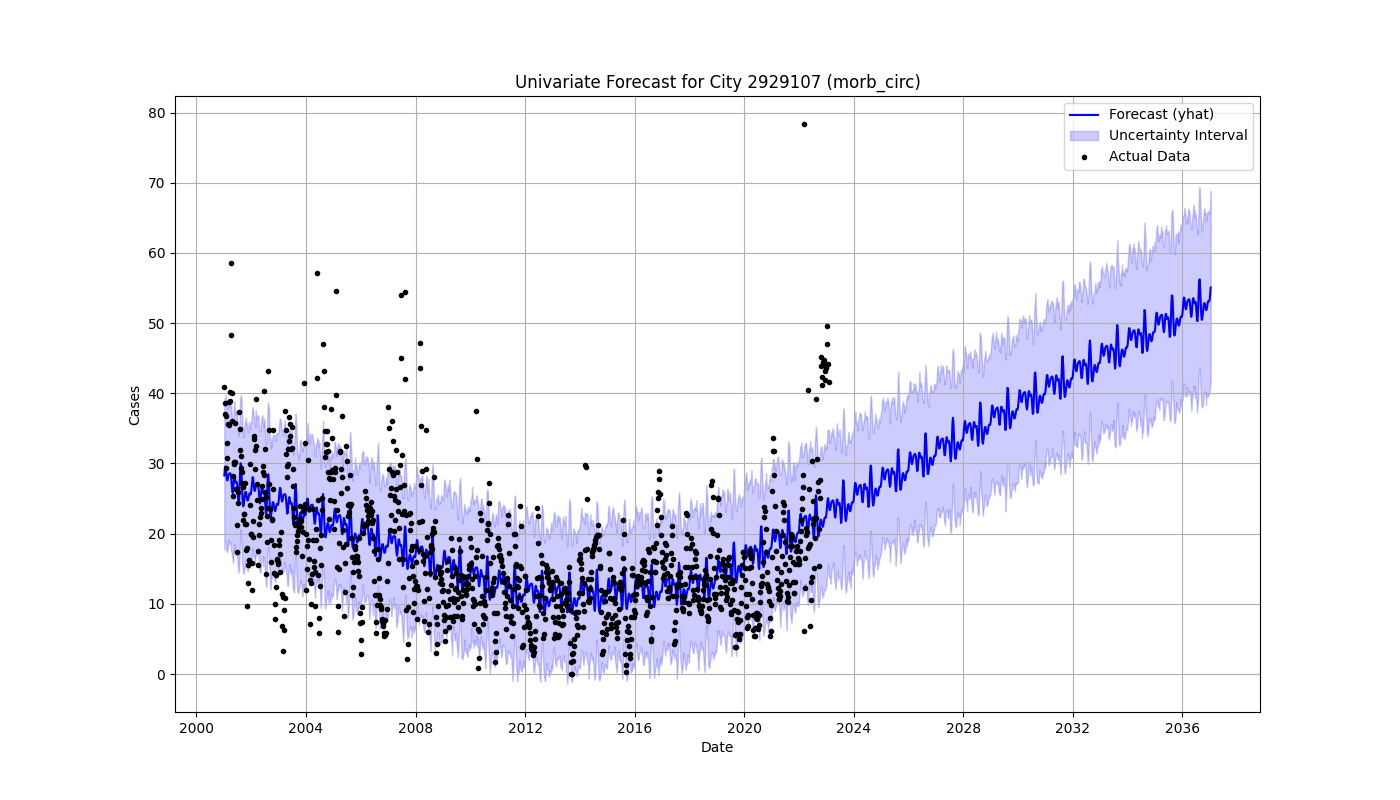 Univariate Forecast for City 2929107 (morb_circ)
Forecast (yhat)
Uncertainty Interval
Actual Data
Cases
80
70
60
50
40
30
20
10
0
2000 2004 2008 2012 2016 2020 2024 2028 2032 2036
Date